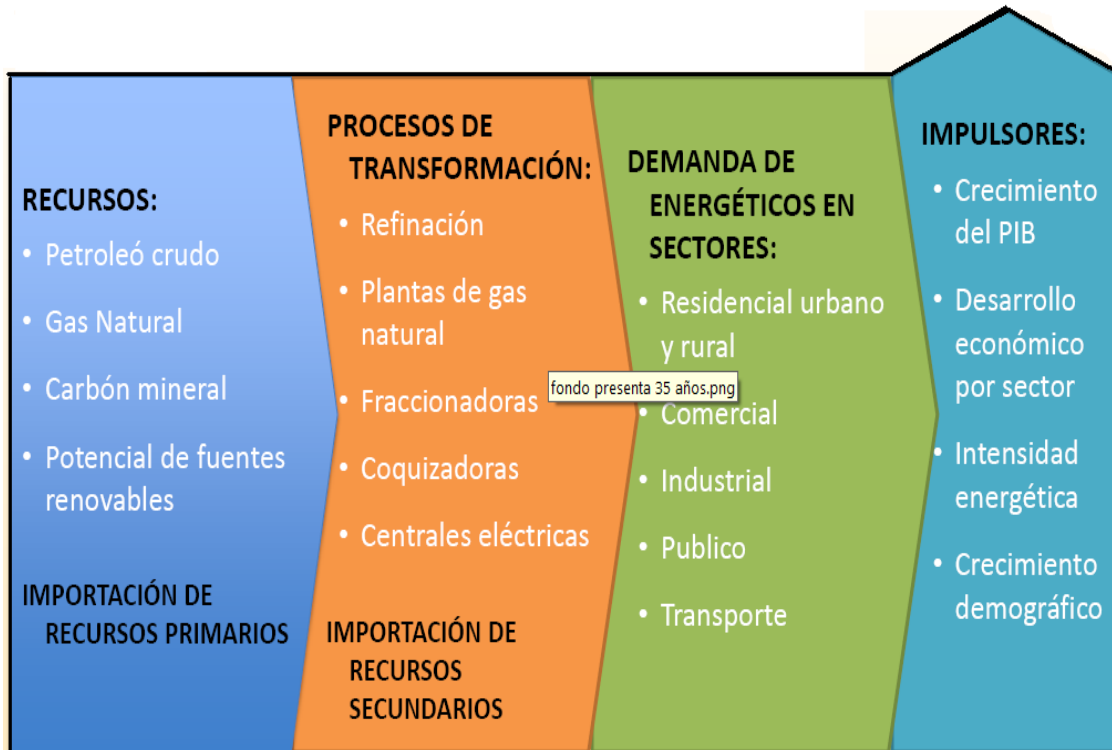 RECURSOS:
• Petroleó crudo
• Gas Natural
• Carbón mineral
• Potencial de fuentes
renovables
IMPORTACIÓN DE
RECURSOS PRIMARIOS
PROCESOS DE
TRANSFORMACIÓN:
• Refinación
• Plantas de gas
natural
• Fraccionadoras
• Coquizadoras
• Centrales eléctricas
IMPORTACIÓN DE
RECURSOS
SECUNDARIOS
fondo presenta 35 años.png
DEMANDA DE
ENERGÉTICOS EN
SECTORES:
• Residencial urbano
y rural
• Comercial
• Industrial
• Publico
• Transporte
IMPULSORES:
• Crecimiento
del PIB
• Desarrollo
económico
por sector
• Intensidad
energética
• Crecimiento
demográfico